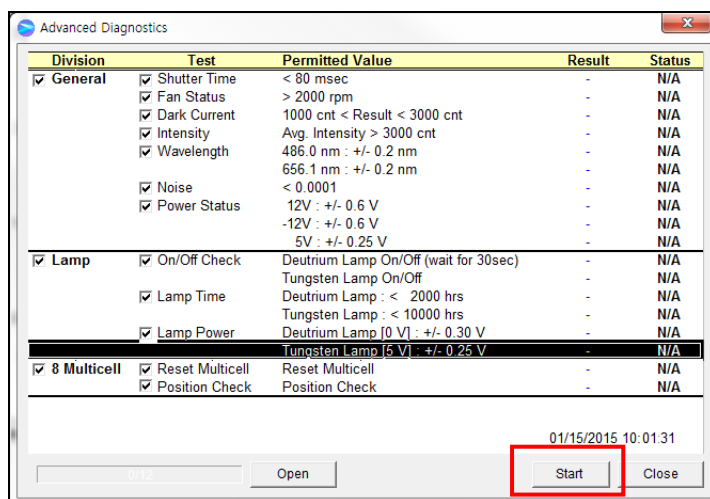 Advanced Diagnostics
Division Test Permitted Value Result Status
General Shutter Time < 80 msec - N/A
Fan Status > 2000 rpm - N/A
Dark Current 1000 cnt < Result < 3000 cnt - N/A
Intensity Avg. Intensity > 3000 cnt - N/A
Wavelength 486.0 nm : +/- 0.2 nm - N/A
656.1 nm : +/- 0.2 nm - N/A
Noise < 0.0001 - N/A
Power Status 12V : +/- 0.6 V - N/A
-12V : +/- 0.6 V - N/A
5V : +/- 0.25 V - N/A
Lamp On/Off Check Deutrium Lamp On/Off (wait for 30sec) - N/A
Tungsten Lamp On/Off - N/A
Lamp Time Deutrium Lamp : < 2000 hrs - N/A
Tungsten Lamp : < 10000 hrs - N/A
Lamp Power Deutrium Lamp [0 V] : +/- 0.30 V - N/A
Tungsten Lamp [5 V] : +/- 0.25 V - N/A
8 Multicell Reset Multicell Reset Multicell - N/A
Position Check Position Check - N/A
01/15/2015 10:01:31
0/12 Open Start Close